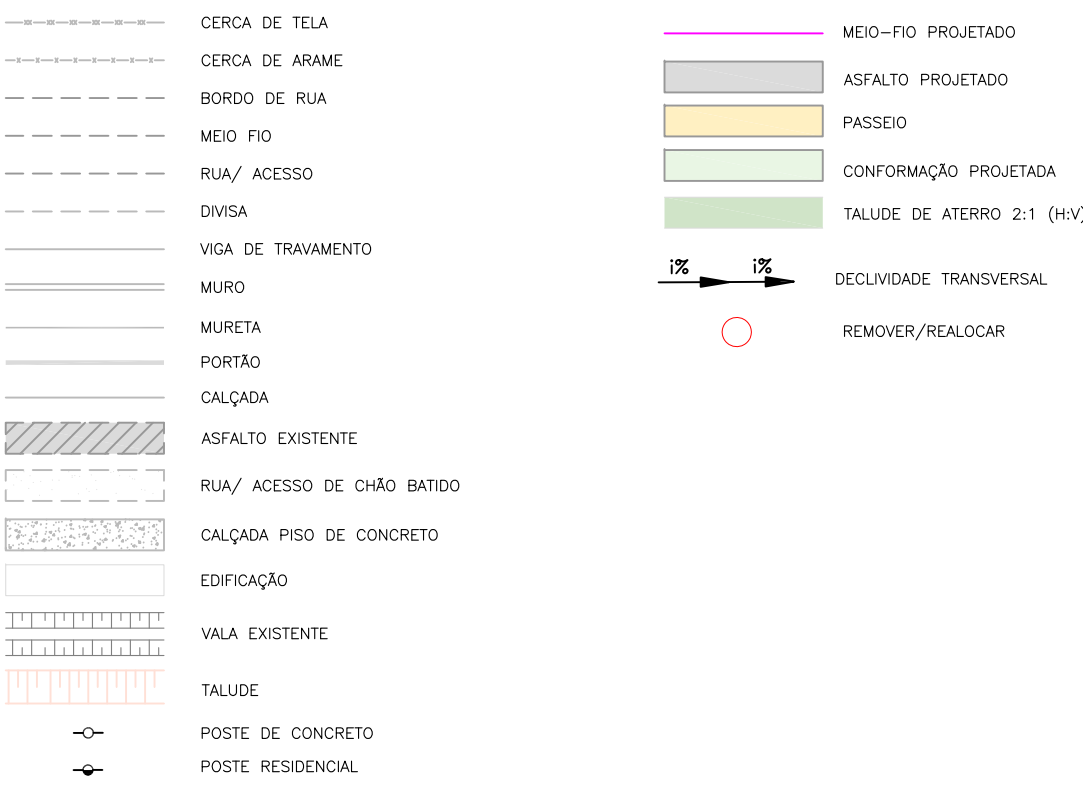 CERCA DE TELA
CERCA DE ARAME
BORDO DE RUA
MEIO FIO
RUA/ ACESSO
DIVISA
VIGA DE TRAVAMENTO
MURO
MURETA
PORTÃO
CALÇADA
ASFALTO EXISTENTE
RUA/ ACESSO DE CHÃO BATIDO
CALÇADA PISO DE CONCRETO
EDIFICAÇÃO
VALA EXISTENTE
TALUDE
POSTE DE CONCRETO
POSTE RESIDENCIAL
MEIO-FIO PROJETADO
ASFALTO PROJETADO
PASSEIO
CONFORMAÇÃO PROJETADA
TALUDE DE ATERRO 2:1 (H:V)
i% i% DECLIVIDADE TRANSVERSAL
REMOVER/REALOCAR